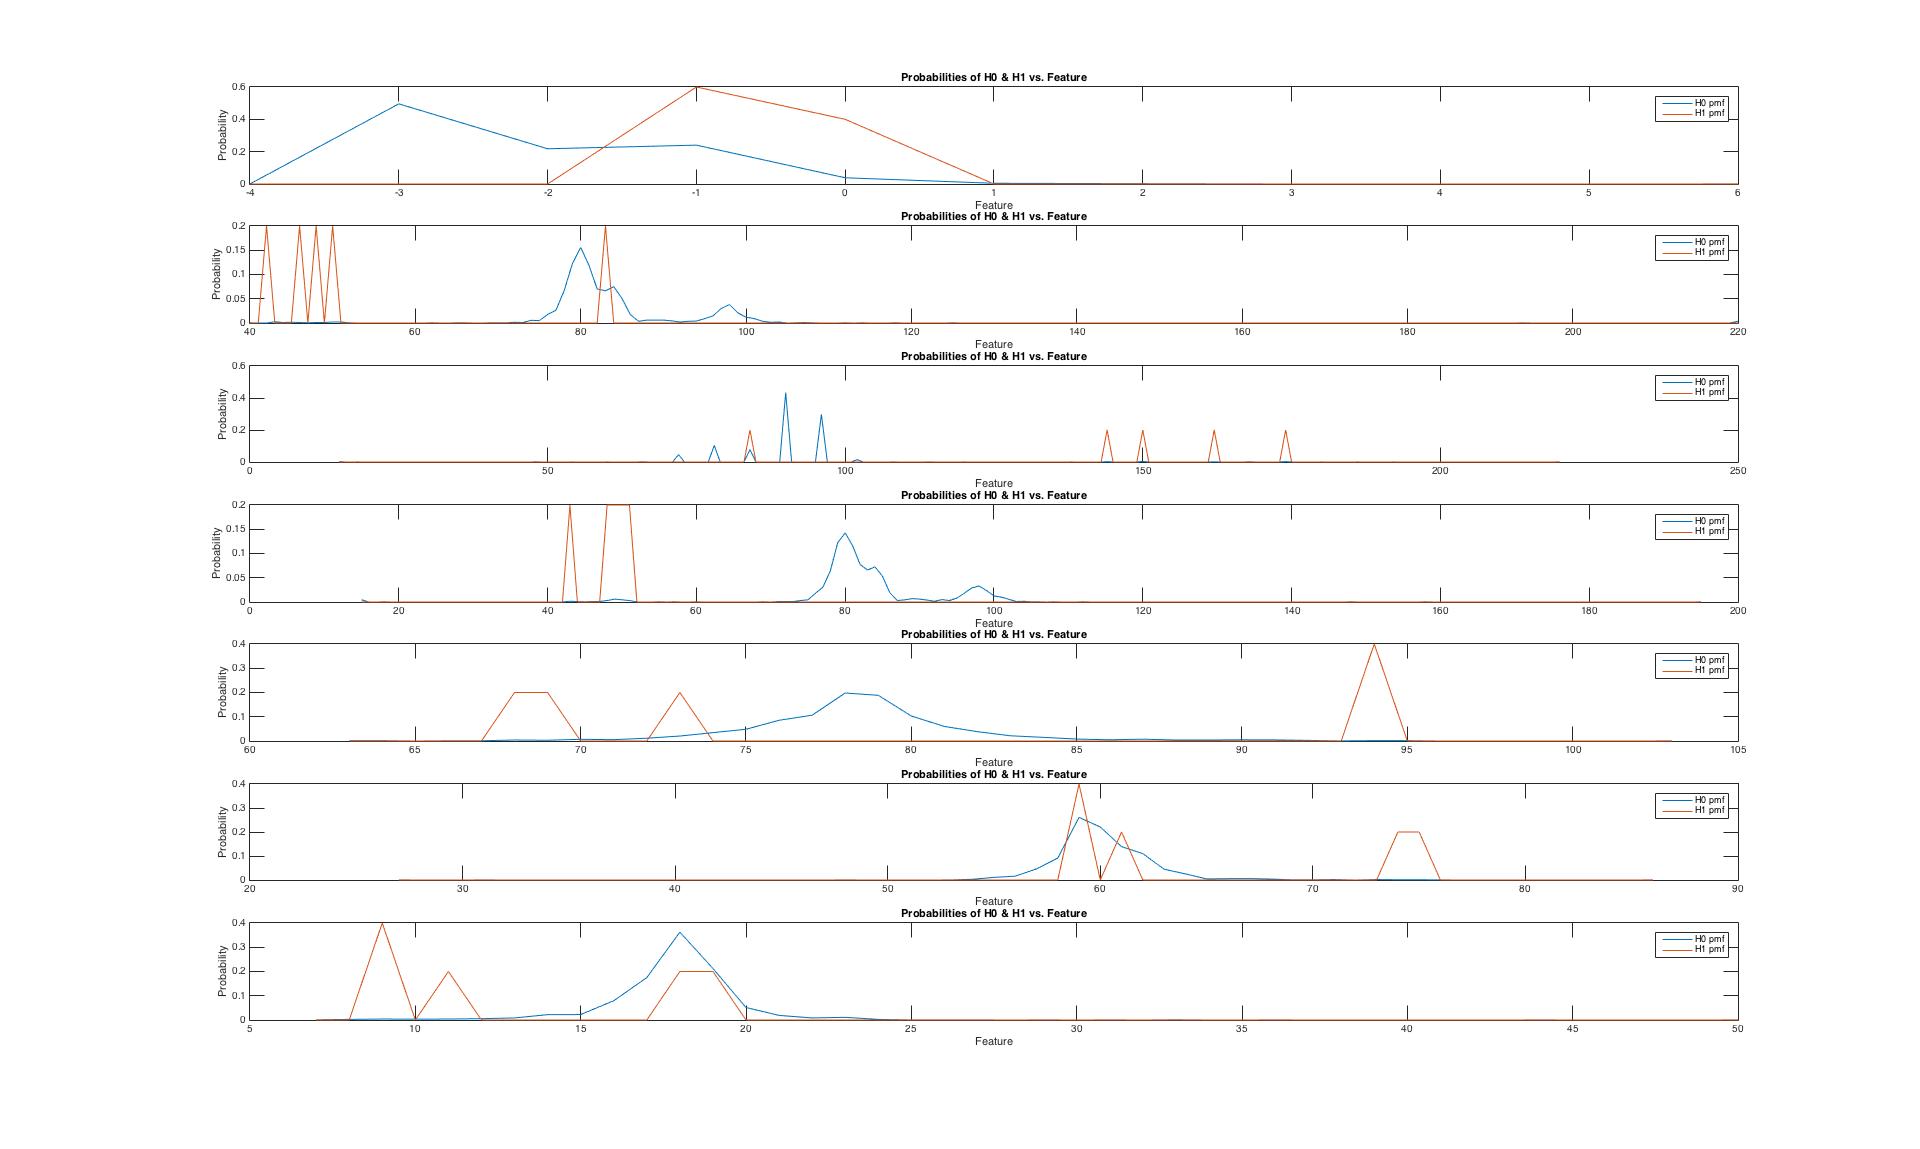 Probabilities of H0 & H1 vs. Feature
0.6
0.4
0.2
0
Probability
H0 pmf
H1 pmf
-4 -3 -2 -1 0 1 2 3 4 5 6
Feature
Probabilities of H0 & H1 vs. Feature
0.2
0.15
0.1
0.05
0
Probability
H0 pmf
H1 pmf
40 60 80 100 120 140 160 180 200 220
Feature
Probabilities of H0 & H1 vs. Feature
0.6
0.4
0.2
0
Probability
H0 pmf
H1 pmf
0 50 100 150 200 250
Feature
Probabilities of H0 & H1 vs. Feature
0.2
0.15
0.1
0.05
0
Probability
H0 pmf
H1 pmf
0 20 40 60 80 100 120 140 160 180 200
Feature
Probabilities of H0 & H1 vs. Feature
0.4
0.3
0.2
0.1
0
Probability
H0 pmf
H1 pmf
60 65 70 75 80 85 90 95 100 105
Feature
Probabilities of H0 & H1 vs. Feature
0.4
0.3
0.2
0.1
0
Probability
H0 pmf
H1 pmf
20 30 40 50 60 70 80 90
Feature
Probabilities of H0 & H1 vs. Feature
0.4
0.3
0.2
0.1
0
Probability
H0 pmf
H1 pmf
5 10 15 20 25 30 35 40 45 50
Feature